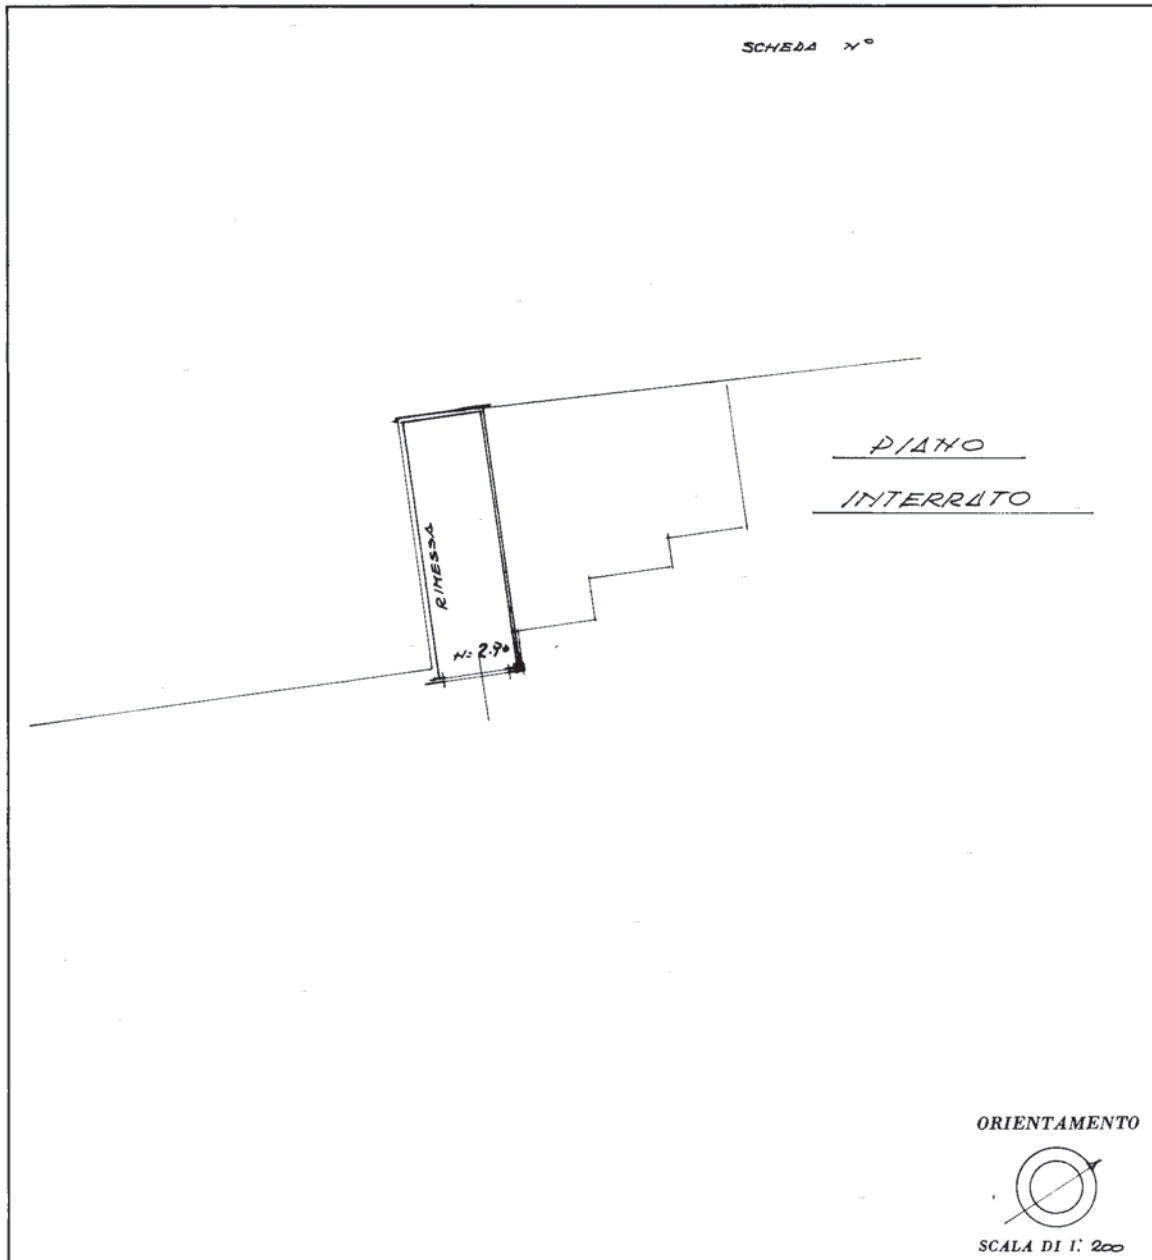 SCHEDA N°
PIANO
INTERRATO
RIMESSA
H= 2.90
ORIENTAMENTO
SCALA DI 1: 200